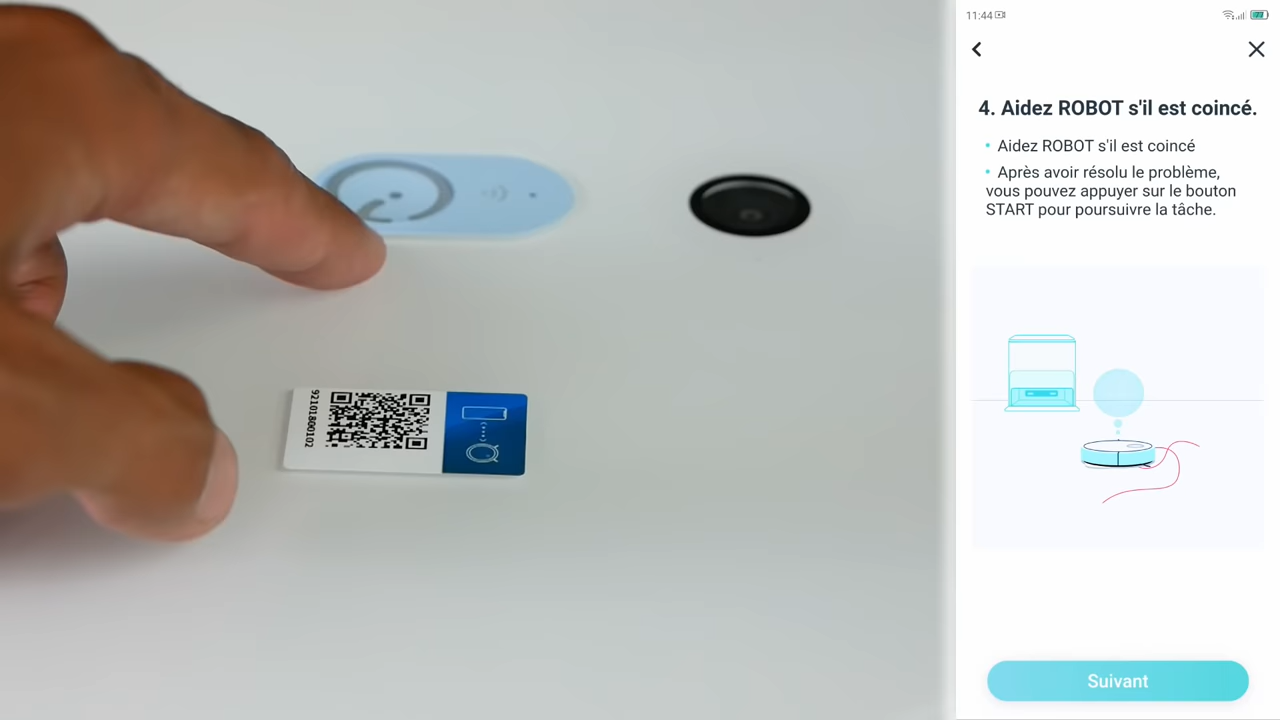 9213188B0102
11:44
4. Aidez ROBOT s'il est coincé.
• Aidez ROBOT s'il est coincé
• Après avoir résolu le problème,
vous pouvez appuyer sur le bouton
START pour poursuivre la tâche.
Suivant